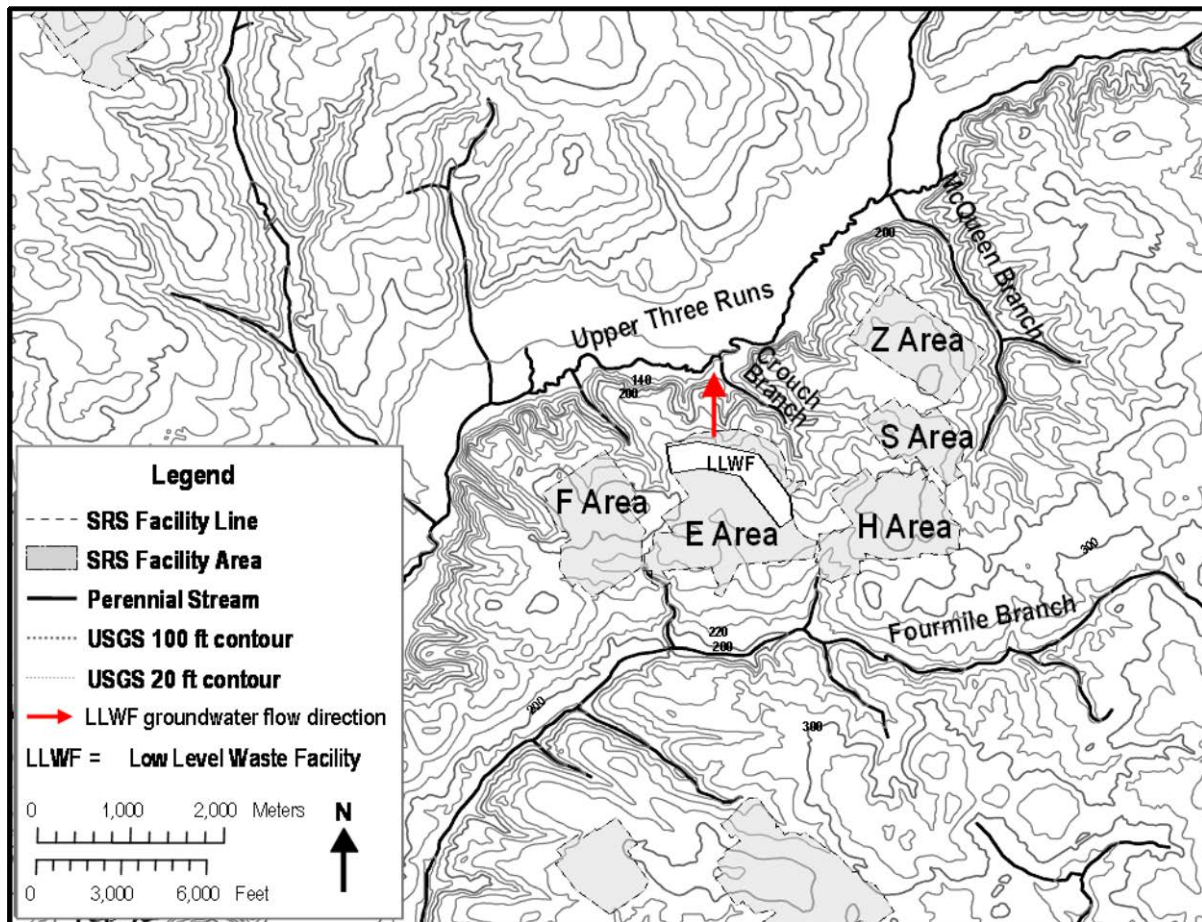 200
McQueen Branch
Upper Three Runs
Z Area
Crouch
Branch
140
200
S Area
LLWF
F Area
E Area
H Area
300
Fourmile Branch
220
200
200
300
Legend
SRS Facility Line
SRS Facility Area
Perennial Stream
USGS 100 ft contour
USGS 20 ft contour
LLWF groundwater flow direction
LLWF = Low Level Waste Facility
0 1,000 2,000 Meters
N
0 3,000 6,000 Feet